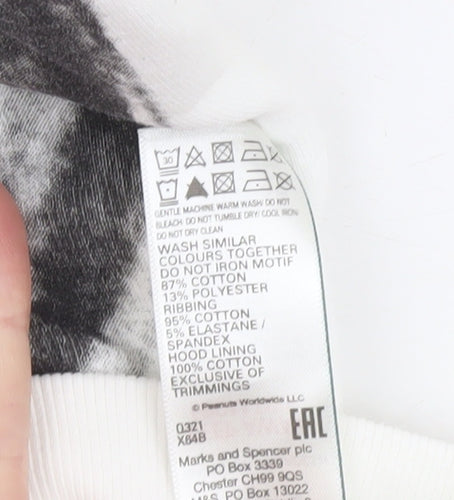 30
GENTLE MACHINE WARM WASH/ DO NOT
BLEACH/ DO NOT TUMBLE DRY/ COOL IRON/
DO NOT DRY CLEAN
WASH SIMILAR
COLOURS TOGETHER
DO NOT IRON MOTIF
87% COTTON
13% POLYESTER
RIBBING
95% COTTON
5% ELASTANE /
SPANDEX
HOOD LINING
100% COTTON
EXCLUSIVE OF
TRIMMINGS
© Peanuts Worldwide LLC
Q321
X64B
EAC
Marks and Spencer plc
PO Box 3339
Chester CH99 9QS
M&S, PO Box 13022